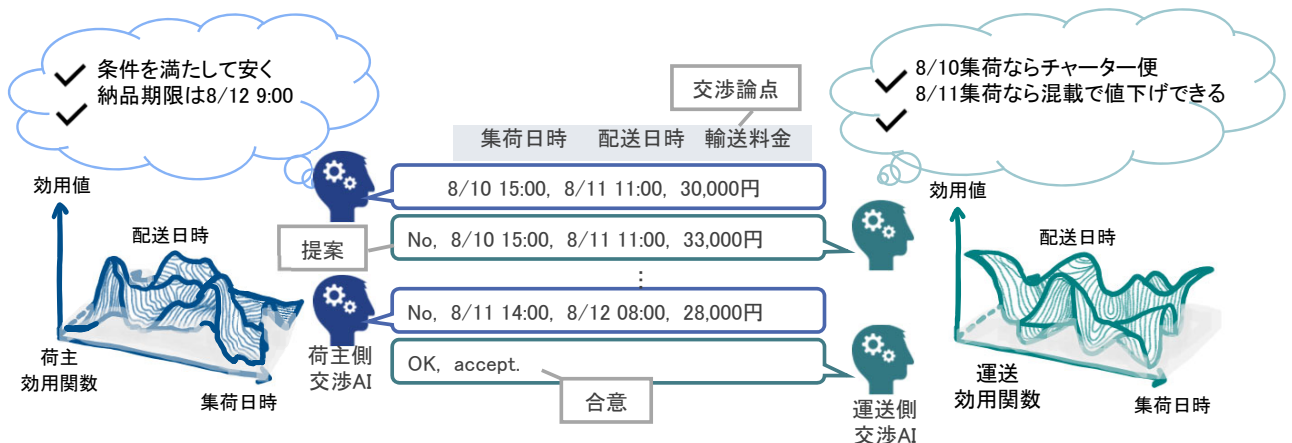 条件を満たして安く
納品期限は8/12 9:00
8/10集荷ならチャーター便
8/11集荷なら混載で値下げできる
交渉論点
集荷日時 配送日時 輸送料金
8/10 15:00, 8/11 11:00, 30,000円
No, 8/10 15:00, 8/11 11:00, 33,000円
提案
⋮
No, 8/11 14:00, 8/12 08:00, 28,000円
OK, accept.
合意
効用値
配送日時
荷主
効用関数
集荷日時
荷主側
交渉AI
効用値
配送日時
運送
効用関数
集荷日時
運送側
交渉AI